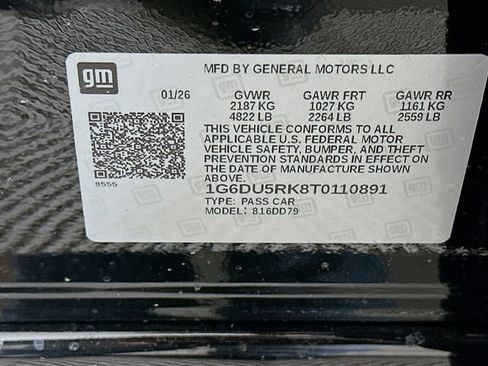 gm
MFD BY GENERAL MOTORS LLC
01/26 GVWR GAWR FRT GAWR RR
2187 KG 1027 KG 1161 KG
4822 LB 2264 LB 2559 LB
THIS VEHICLE CONFORMS TO ALL
APPLICABLE U.S. FEDERAL MOTOR
VEHICLE SAFETY, BUMPER, AND THEFT
PREVENTION STANDARDS IN EFFECT ON
THE DATE OF MANUFACTURE SHOWN
ABOVE.
8555
1G6DU5RK8T0110891
TYPE: PASS CAR
MODEL: 816DD79